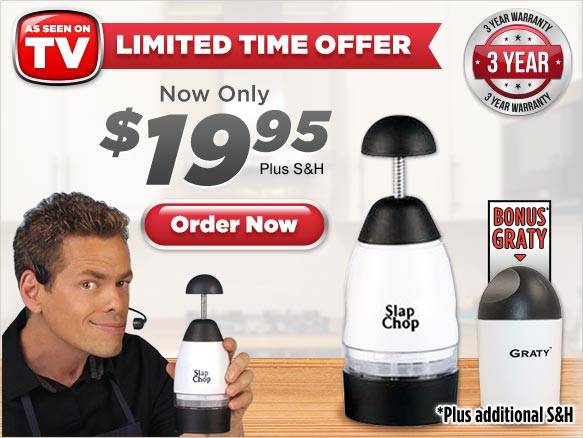 AS SEEN ON
TV
LIMITED TIME OFFER
3 YEAR WARRANTY
3 YEAR
3 YEAR WARRANTY
Now Only
$19.95
Plus S&H
Order Now
BONUS*
GRATY
Slap
Chop
Slap
Chop
GRATY™
*Plus additional S&H